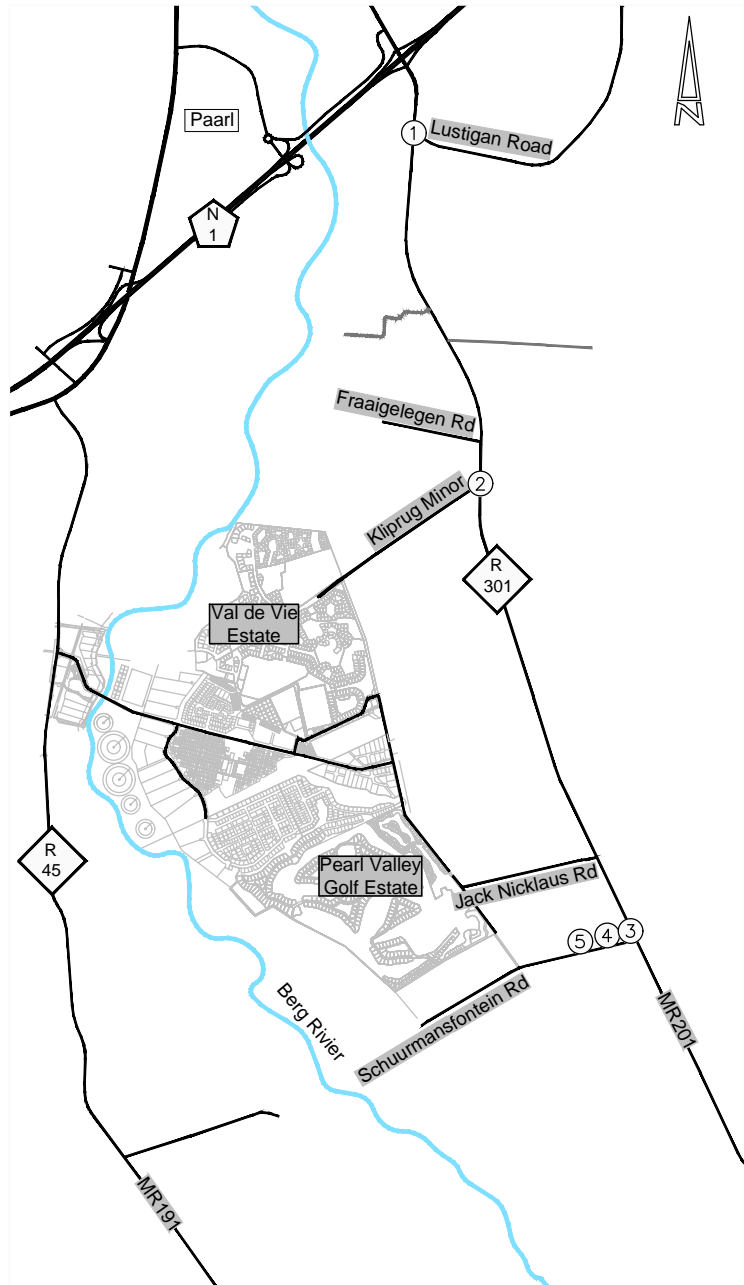 Paarl
1
Lustigan Road
N
1
Fraaigelegen Rd
2
Kliprug Minor
R
301
Val de Vie
Estate
R
45
Pearl Valley
Golf Estate
Jack Nicklaus Rd
5
4
3
Schuurmansfontein Rd
Berg Rivier
MR201
MR191
N